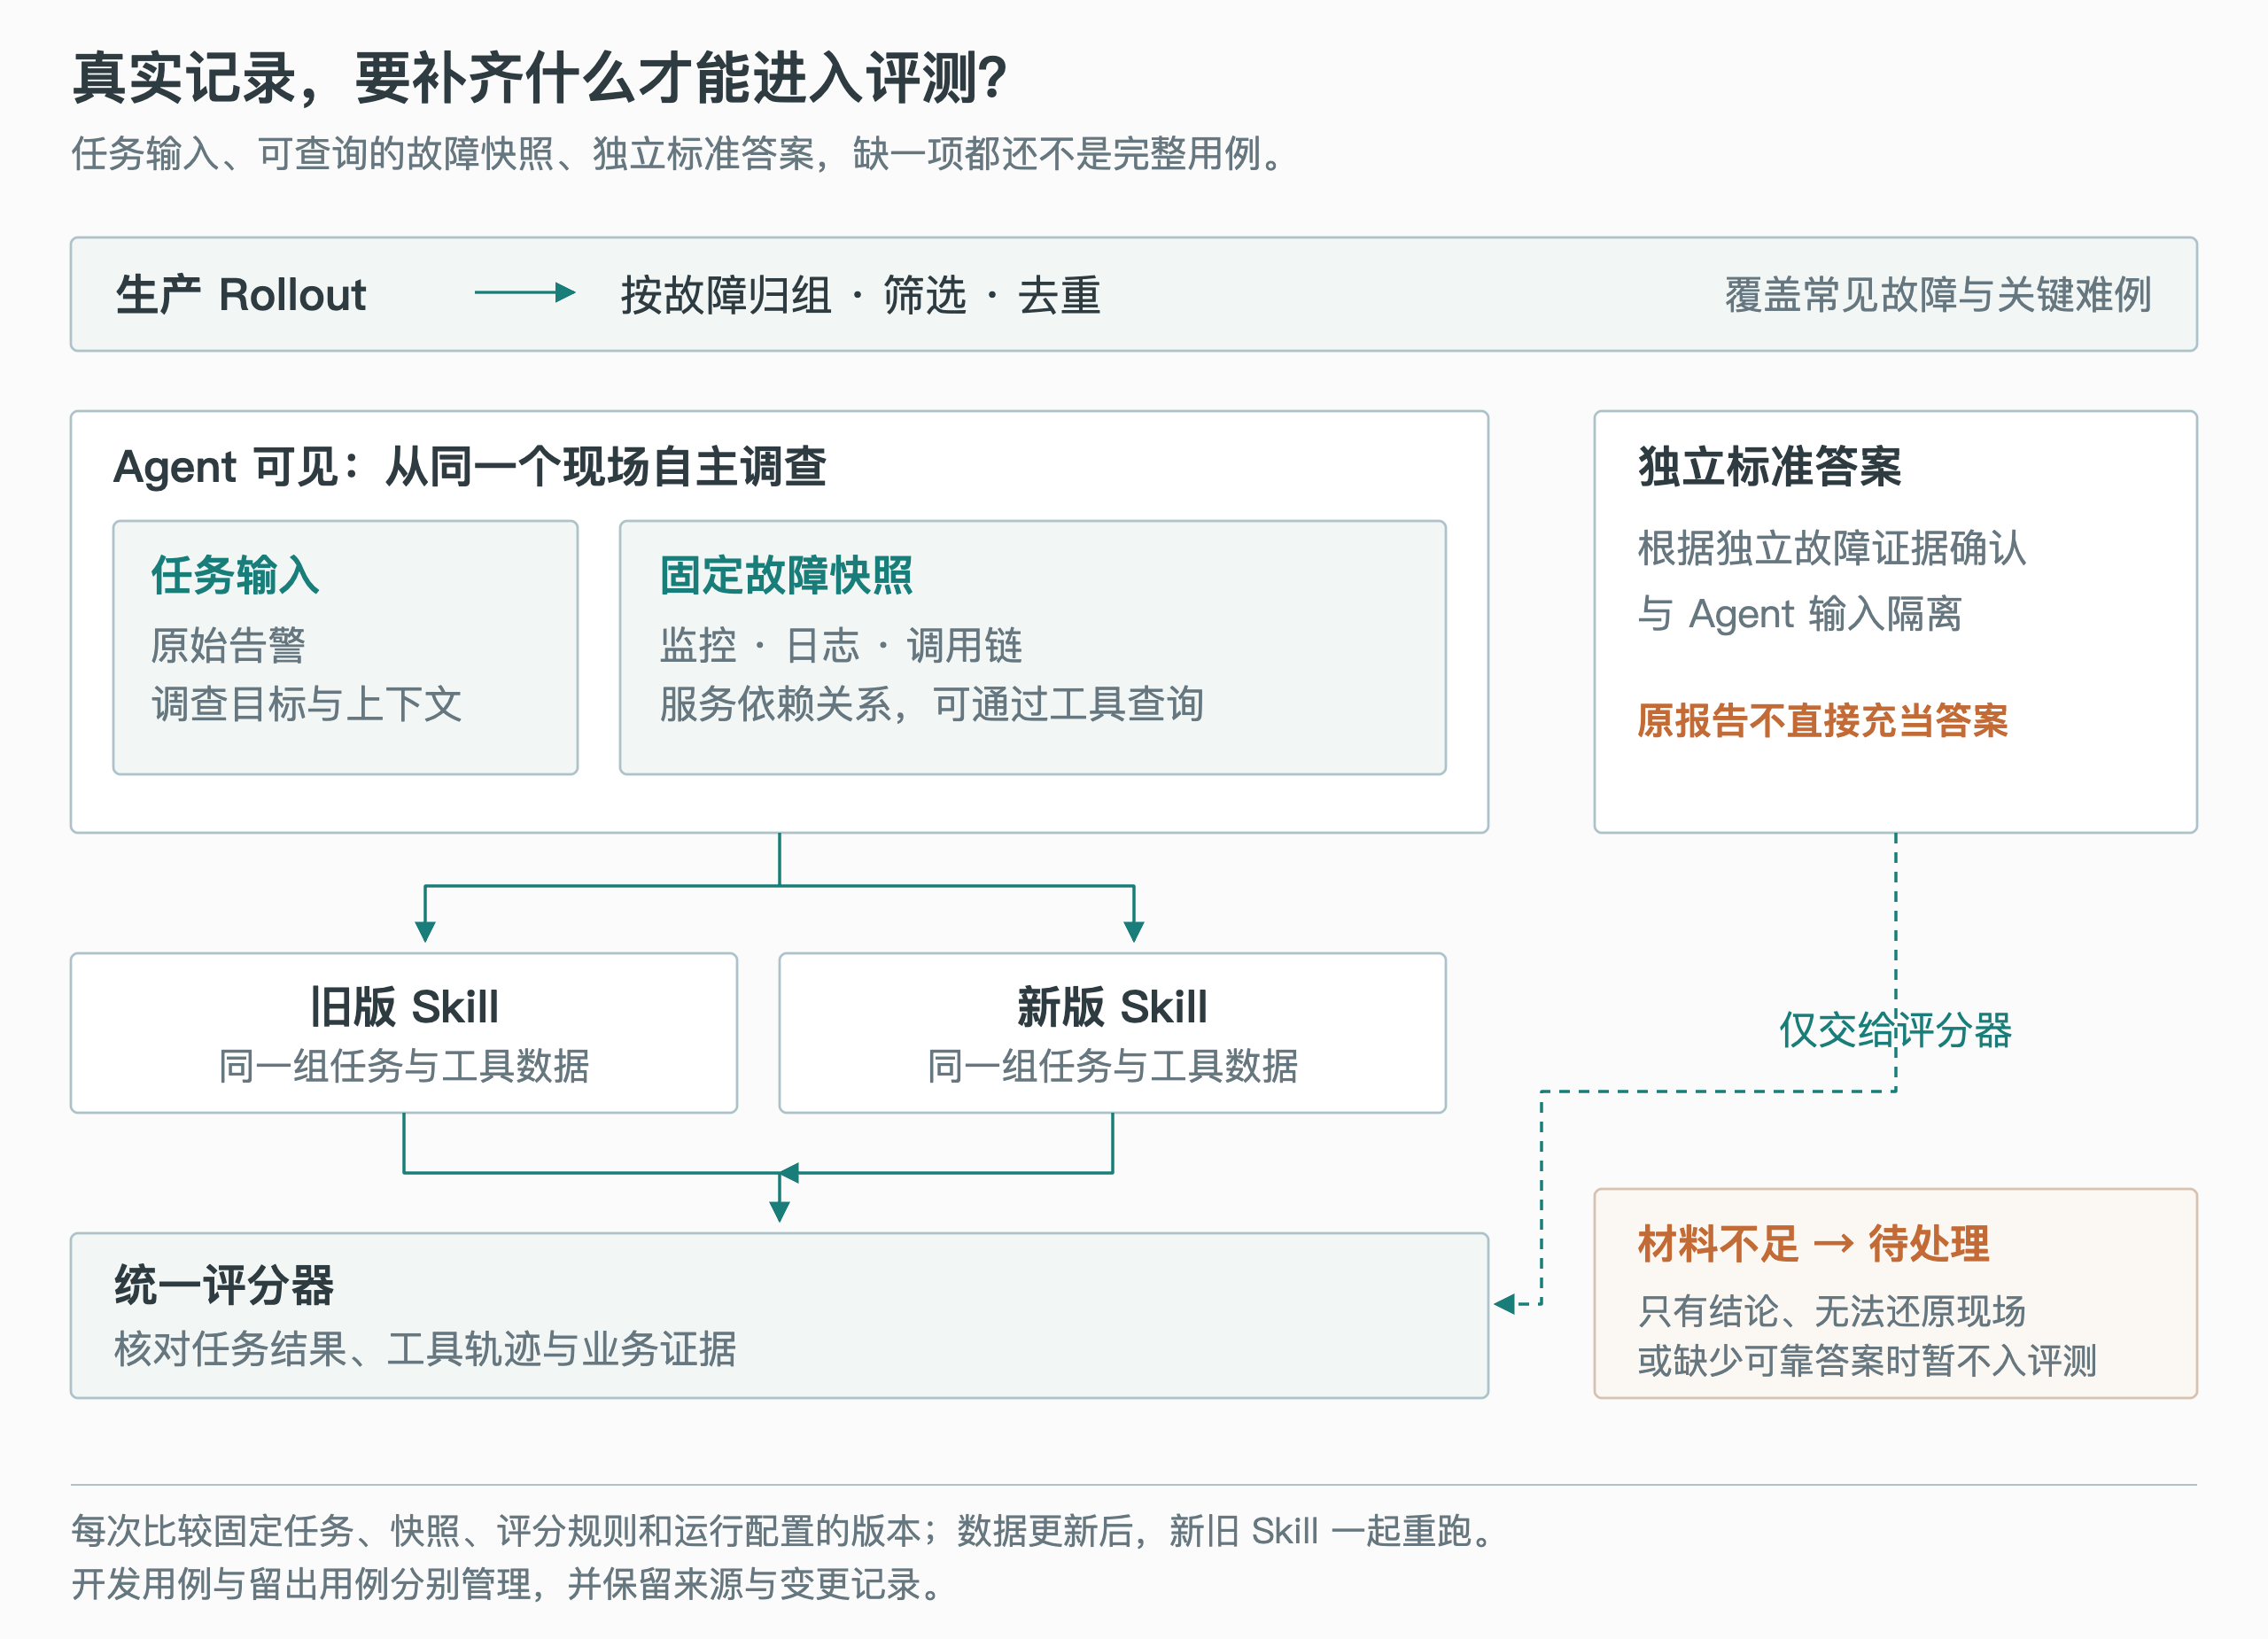 真实记录，要补齐什么才能进入评测？
任务输入、可查询的故障快照、独立标准答案，缺一项都还不是完整用例。
生产 Rollout → 按故障归组 · 筛选 · 去重
覆盖常见故障与关键难例
Agent 可见：从同一个现场自主调查
任务输入
原始告警
调查目标与上下文
固定故障快照
监控 · 日志 · 调用链
服务依赖关系，可通过工具查询
独立标准答案
根据独立故障证据确认
与 Agent 输入隔离
原报告不直接充当答案
旧版 Skill
同一组任务与工具数据
新版 Skill
同一组任务与工具数据
仅交给评分器
统一评分器
核对任务结果、工具轨迹与业务证据
材料不足 → 待处理
只有结论、无法还原现场
或缺少可靠答案时暂不入评测
每次比较固定任务、快照、评分规则和运行配置的版本；数据更新后，新旧 Skill 一起重跑。
开发用例与留出用例分别管理，并保留来源与变更记录。